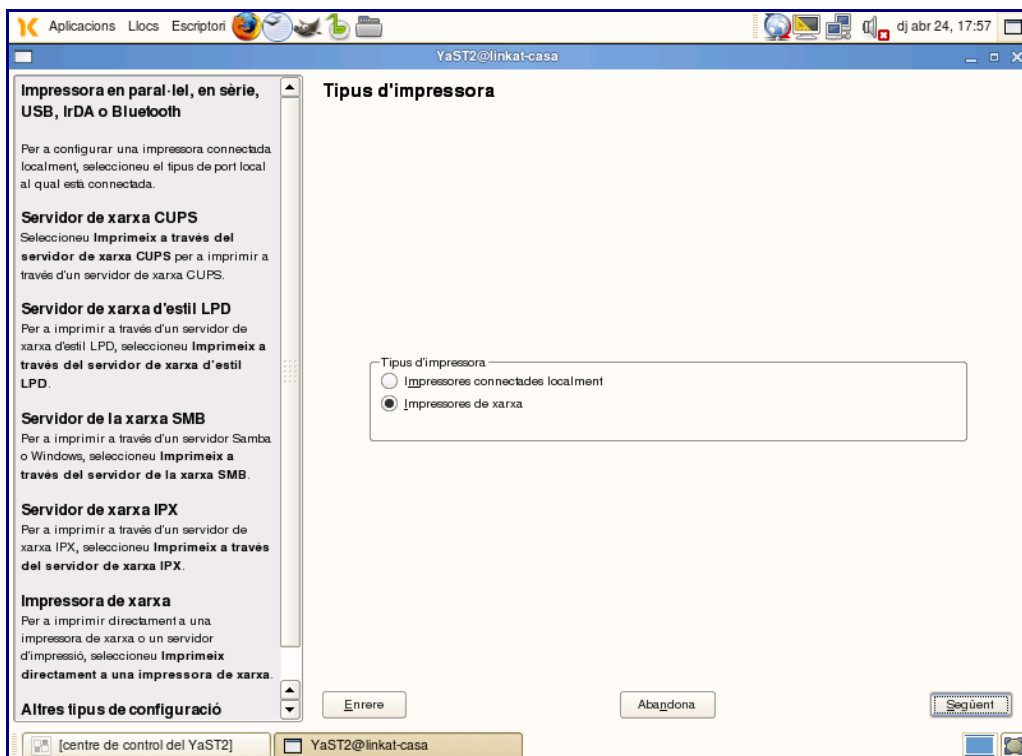 Aplicacions Llocs Escriptori
dj abr 24, 17:57
YaST2@linkat-casa
Impressora en paral·lel, en sèrie,
USB, IrDA o Bluetooth
Per a configurar una impressora connectada
localment, seleccioneu el tipus de port local
al qual està connectada.
Servidor de xarxa CUPS
Seleccioneu Imprimeix a través del
servidor de xarxa CUPS per a imprimir a
través d'un servidor de xarxa CUPS.
Servidor de xarxa d'estil LPD
Per a imprimir a través d'un servidor de
xarxa d'estil LPD, seleccioneu Imprimeix a
través del servidor de xarxa d'estil
LPD.
Servidor de la xarxa SMB
Per a imprimir a través d'un servidor Samba
o Windows, seleccioneu Imprimeix a
través del servidor de la xarxa SMB.
Servidor de xarxa IPX
Per a imprimir a través d'un servidor de
xarxa IPX, seleccioneu Imprimeix a través
del servidor de xarxa IPX.
Impressora de xarxa
Per a imprimir directament a una
impressora de xarxa o un servidor
d'impressió, seleccioneu Imprimeix
directament a una impressora de xarxa.
Altres tipus de configuració
Tipus d'impressora
Tipus d'impressora
Impressores connectades localment
Impressores de xarxa
Enrere
Abandona
Següent
[centre de control del YaST2]
YaST2@linkat-casa